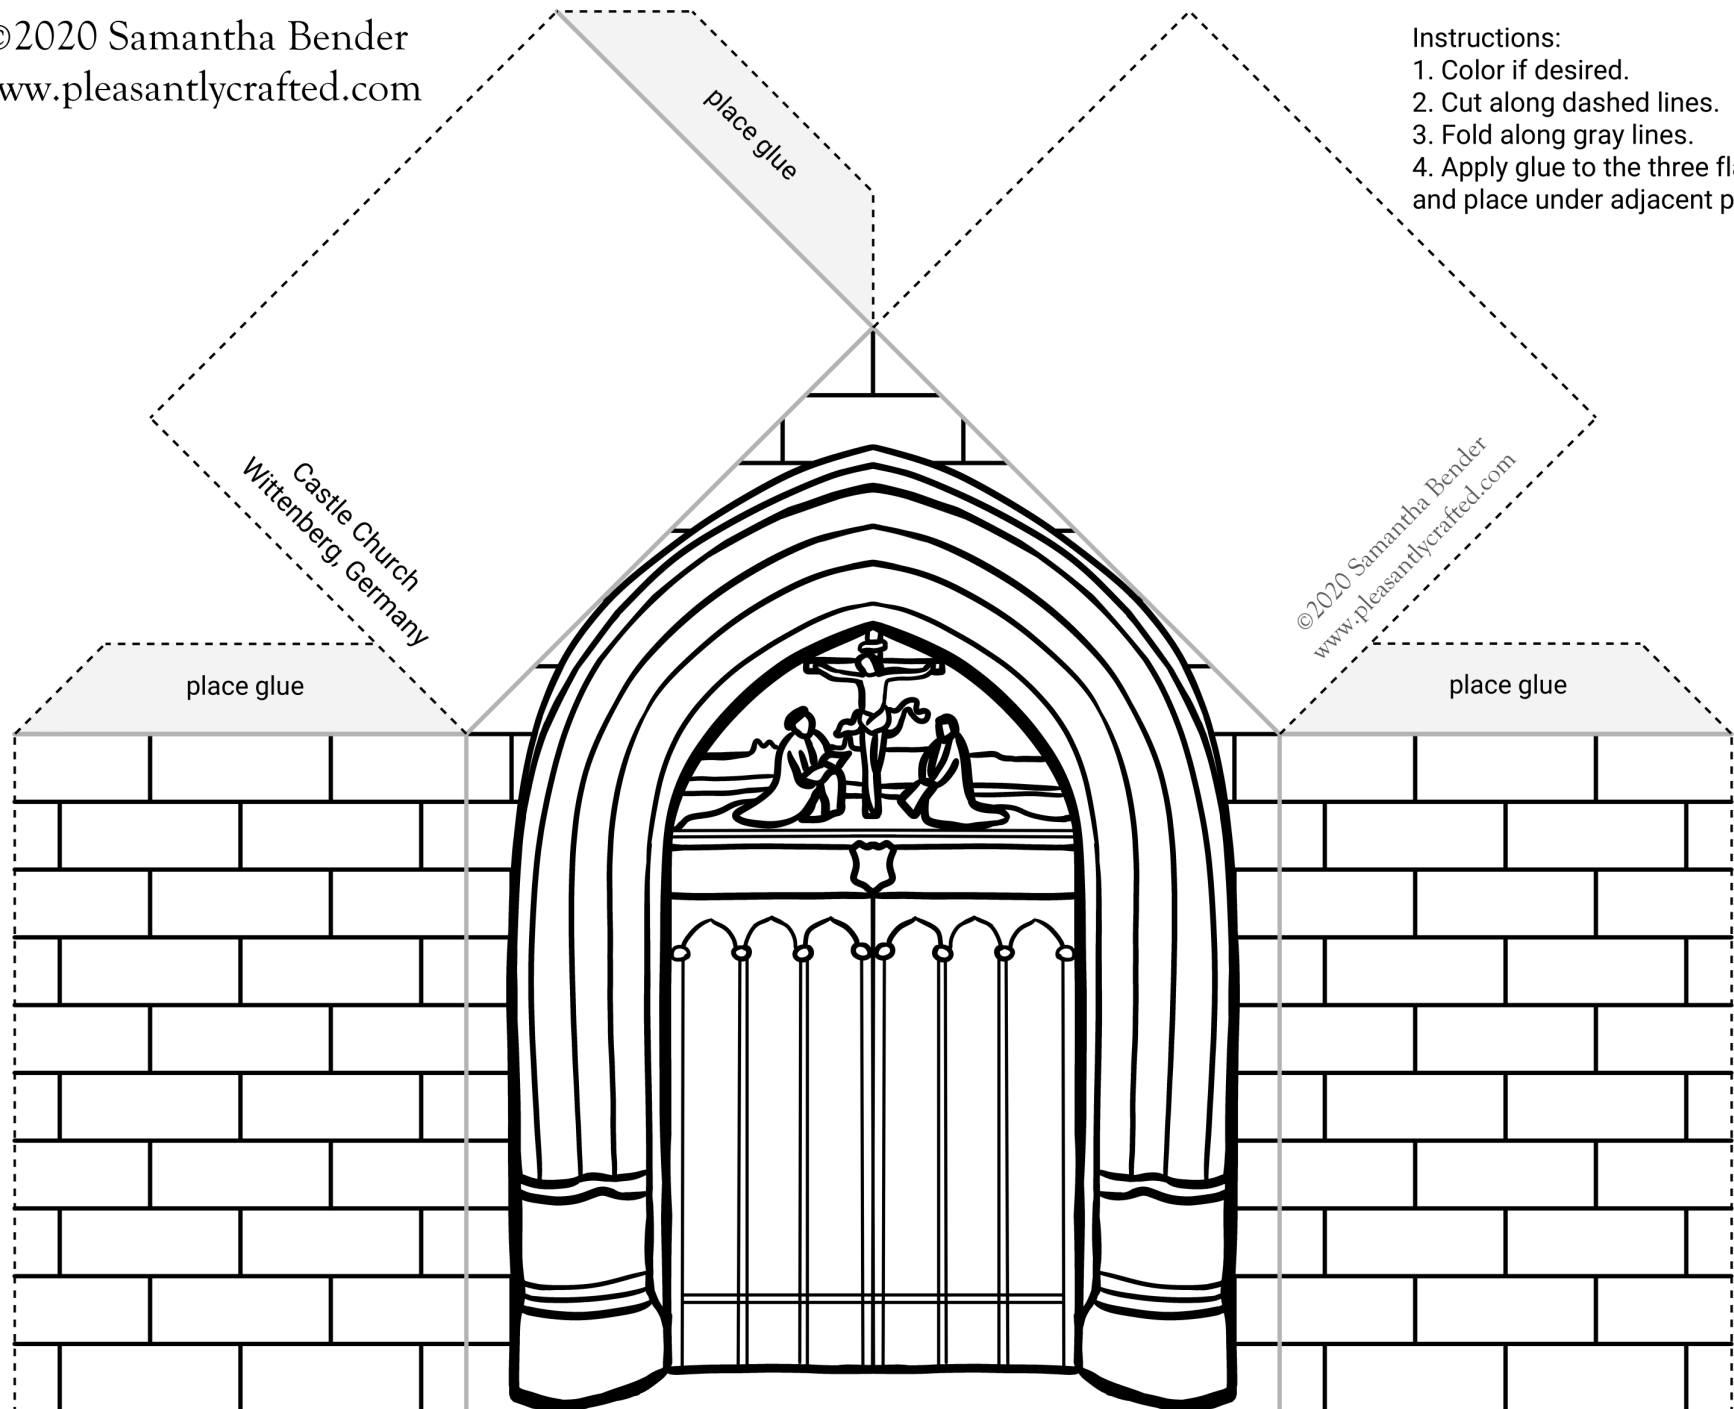 ©2020 Samantha Bender
www.pleasantlycrafted.com
Instructions:
1. Color if desired.
2. Cut along dashed lines.
3. Fold along gray lines.
4. Apply glue to the three
and place under adjacent
place glue
Castle Church
Wittenberg, Germany
©2020 Samantha Bender
www.pleasantlycrafted.com
place glue
place glue